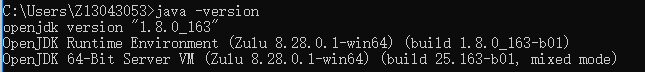 C:\Users\Z13043053>java -version
openjdk version "1.8.0_163"
OpenJDK Runtime Environment (Zulu 8.28.0.1-win64) (build 1.8.0_163-b01)
OpenJDK 64-Bit Server VM (Zulu 8.28.0.1-win64) (build 25.163-b01, mixed mode)